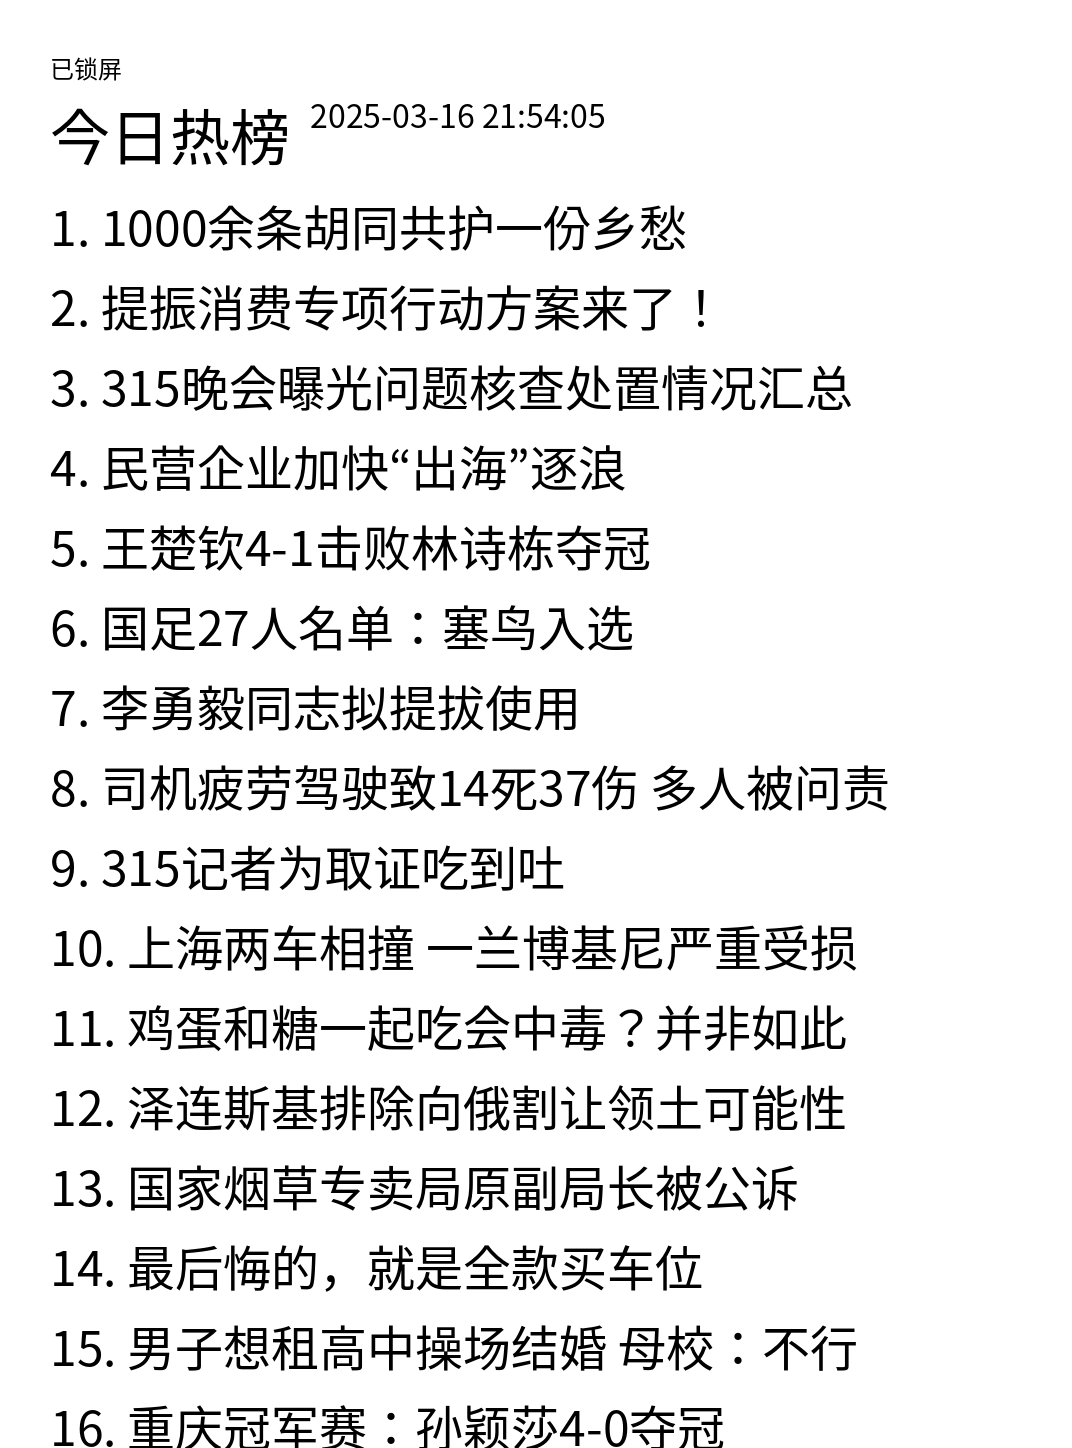 已锁屏
今日热榜 2025-03-16 21:54:05
1. 1000余条胡同共护一份乡愁
2. 提振消费专项行动方案来了！
3. 315晚会曝光问题核查处置情况汇总
4. 民营企业加快“出海”逐浪
5. 王楚钦4-1击败林诗栋夺冠
6. 国足27人名单：塞鸟入选
7. 李勇毅同志拟提拔使用
8. 司机疲劳驾驶致14死37伤 多人被问责
9. 315记者为取证吃到吐
10. 上海两车相撞 一兰博基尼严重受损
11. 鸡蛋和糖一起吃会中毒？并非如此
12. 泽连斯基排除向俄割让领土可能性
13. 国家烟草专卖局原副局长被公诉
14. 最后悔的，就是全款买车位
15. 男子想租高中操场结婚 母校：不行
16. 重庆冠军赛：孙颖莎4-0夺冠